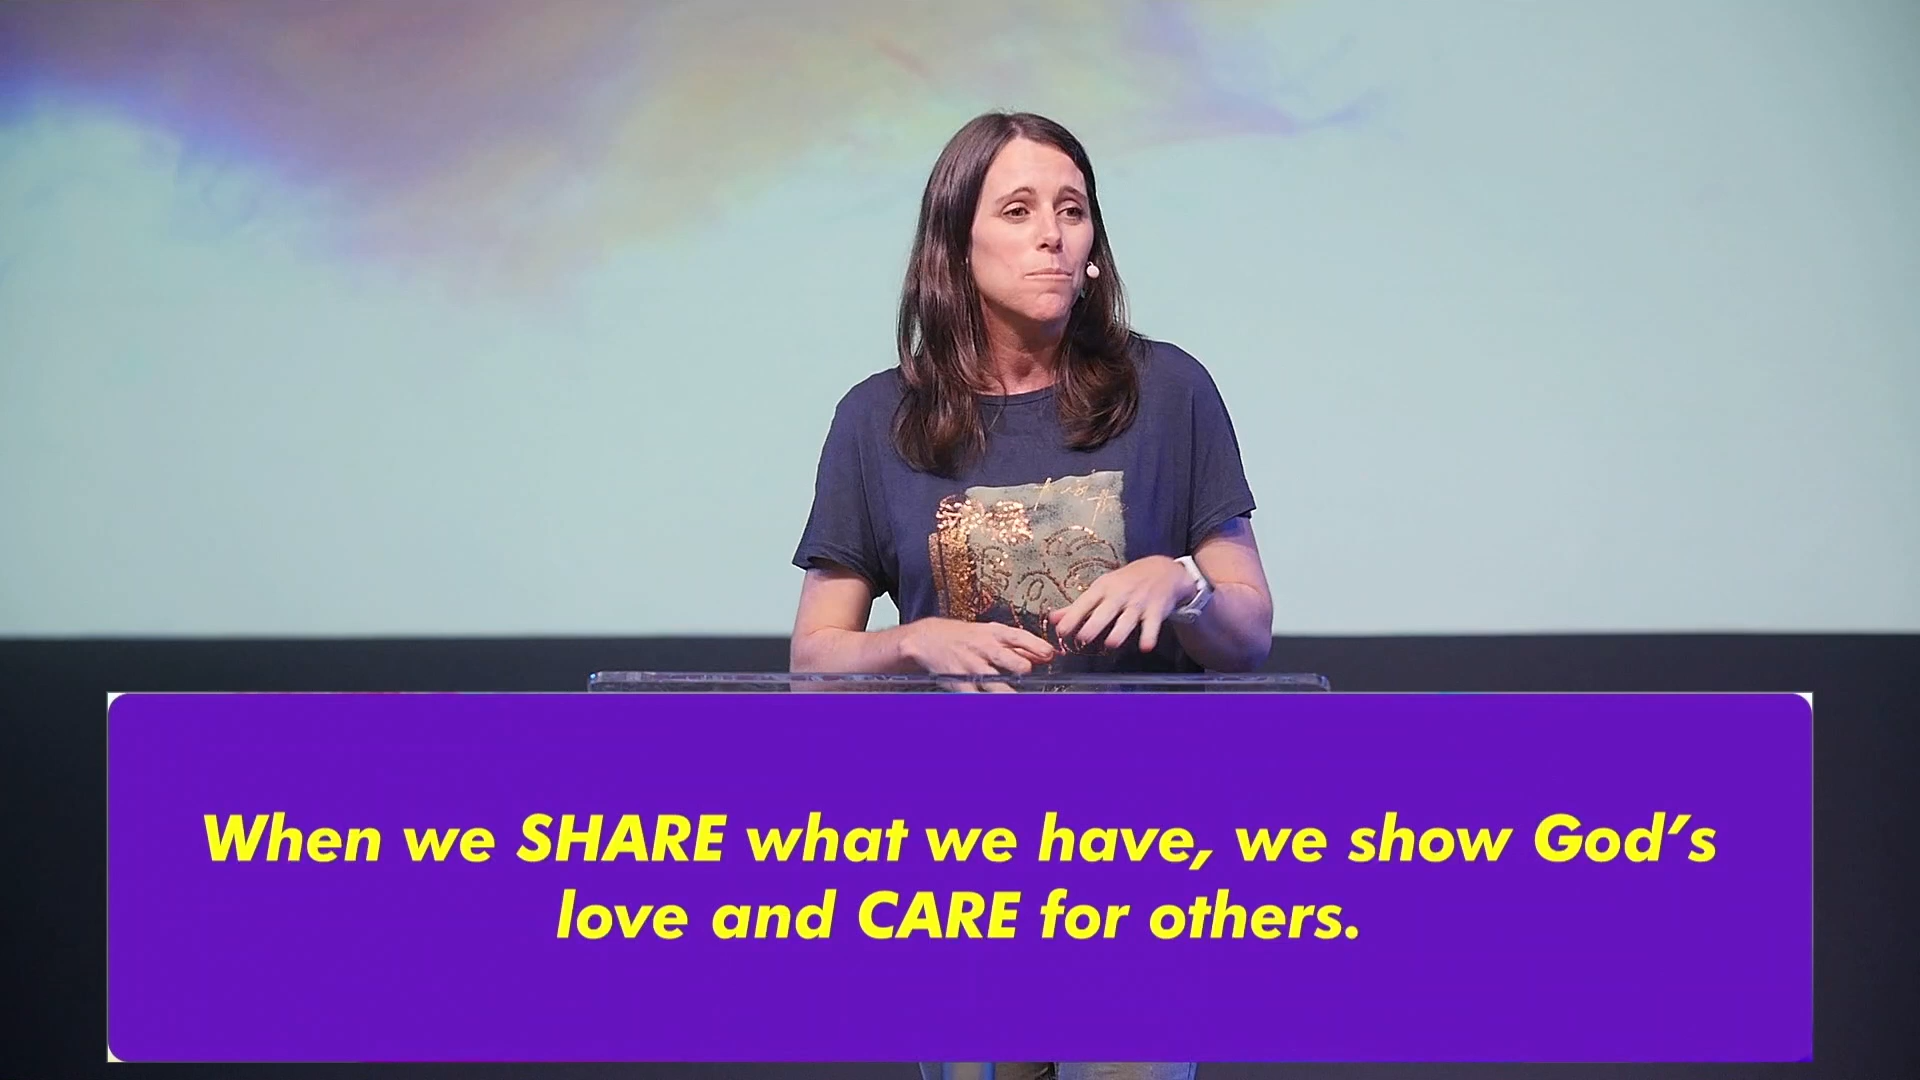 When we SHARE what we have, we show God’s
love and CARE for others.